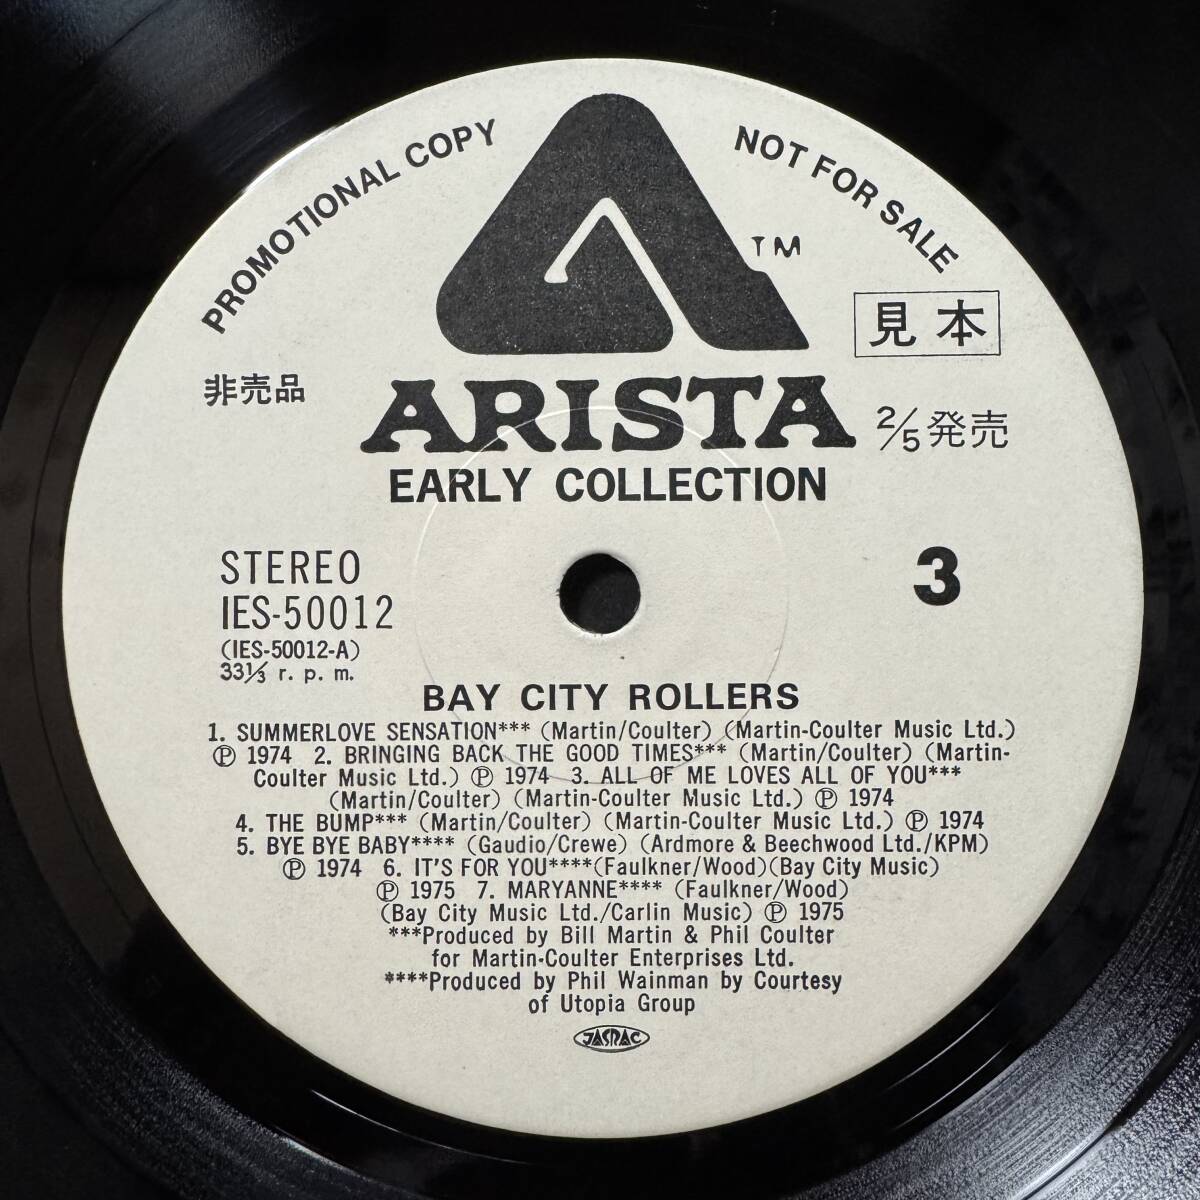 PROMOTIONAL COPY
NOT FOR SALE
TM
見本
非売品
ARISTA
2/5発売
EARLY COLLECTION
STEREO
IES-50012
(IES-50012-A)
33⅓ r. p. m.
3
BAY CITY ROLLERS
1. SUMMERLOVE SENSATION*** (Martin/Coulter) (Martin-Coulter Music Ltd.)
Ⓟ 1974 2. BRINGING BACK THE GOOD TIMES*** (Martin/Coulter) (Martin-
Coulter Music Ltd.) Ⓟ 1974 3. ALL OF ME LOVES ALL OF YOU***
(Martin/Coulter) (Martin-Coulter Music Ltd.) Ⓟ 1974
4. THE BUMP*** (Martin/Coulter) (Martin-Coulter Music Ltd.) Ⓟ 1974
5. BYE BYE BABY**** (Gaudio/Crewe) (Ardmore & Beechwood Ltd./KPM)
Ⓟ 1974 6. IT'S FOR YOU****(Faulkner/Wood)(Bay City Music)
Ⓟ 1975 7. MARYANNE**** (Faulkner/Wood)
(Bay City Music Ltd./Carlin Music) Ⓟ 1975
***Produced by Bill Martin & Phil Coulter
for Martin-Coulter Enterprises Ltd.
****Produced by Phil Wainman by Courtesy
of Utopia Group
JASRAC